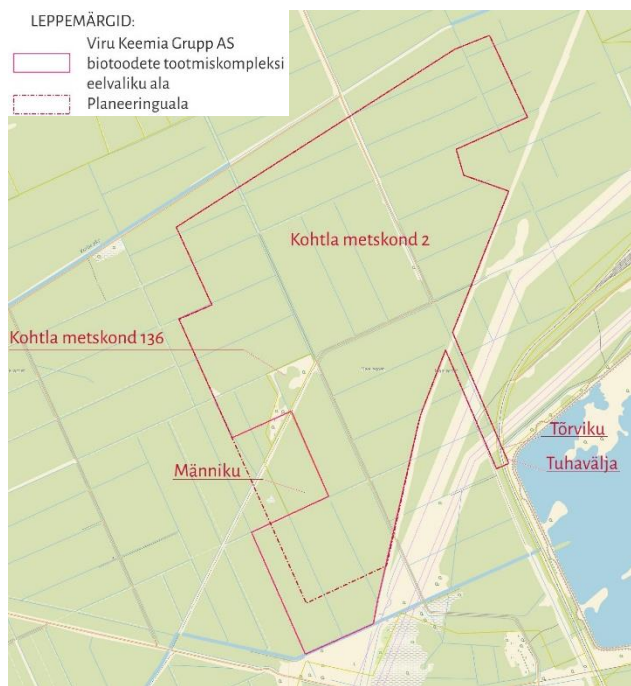 LEPPEMÄRGID:
Viru Keemia Grupp AS
biotoodete tootmiskompleksi
eelvaliku ala
Planeeringuala
Kohtla metskond 2
Kohtla metskond 136
Männiku
Tõrviku
Tuhavälja